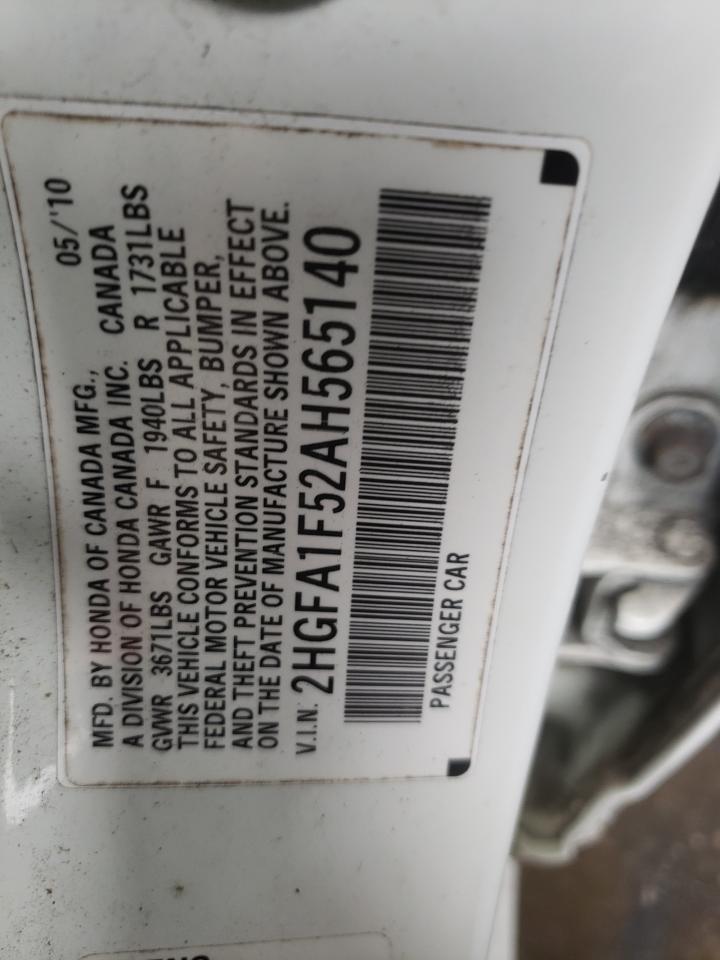 MFD. BY HONDA OF CANADA MFG., 05/'10
A DIVISION OF HONDA CANADA INC. CANADA
GVWR 3671LBS GAWR F 1940LBS R 1731LBS
THIS VEHICLE CONFORMS TO ALL APPLICABLE
FEDERAL MOTOR VEHICLE SAFETY, BUMPER,
AND THEFT PREVENTION STANDARDS IN EFFECT
ON THE DATE OF MANUFACTURE SHOWN ABOVE.
V.I.N. 2HGFA1F52AH565140
PASSENGER CAR